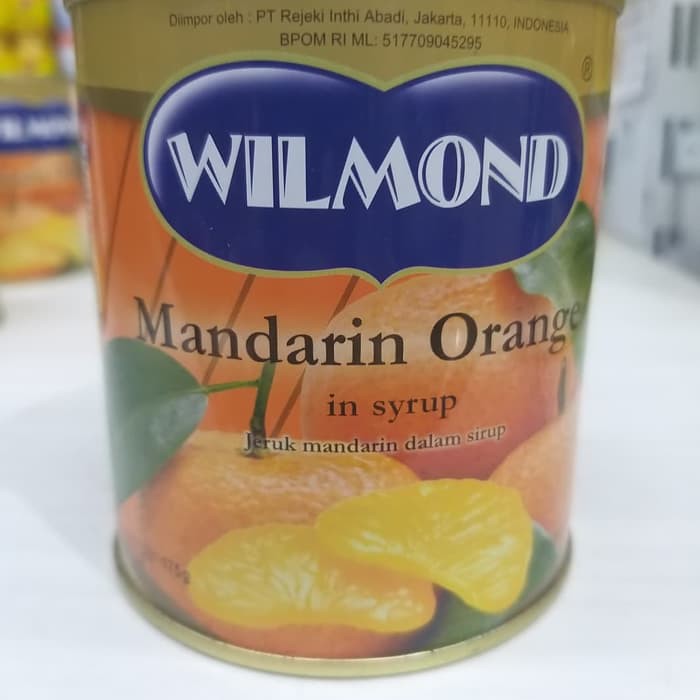 Diimpor oleh : PT Rejeki Inthi Abadi, Jakarta, 11110, INDONESIA
BPOM RI ML: 517709045295
®
WILMOND
Mandarin Orange
in syrup
Jeruk mandarin dalam sirup